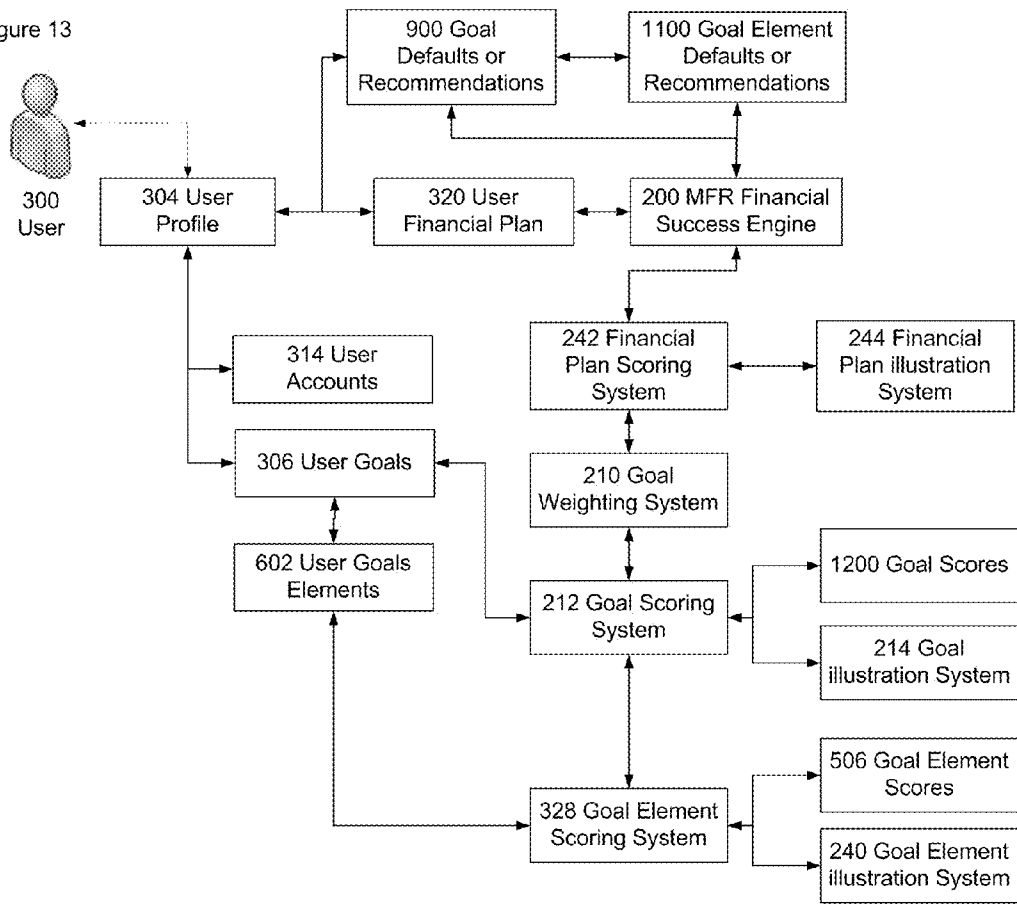 gure 13
900 Goal
Defaults or
Recommendations
1100 Goal Element
Defaults or
Recommendations
300
User
304 User
Profile
320 User
Financial Plan
200 MFR Financial
Success Engine
314 User
Accounts
242 Financial
Plan Scoring
System
244 Financial
Plan illustration
System
306 User Goals
210 Goal
Weighting System
602 User Goals
Elements
212 Goal Scoring
System
1200 Goal Scores
214 Goal
illustration System
328 Goal Element
Scoring System
506 Goal Element
Scores
240 Goal Element
illustration System